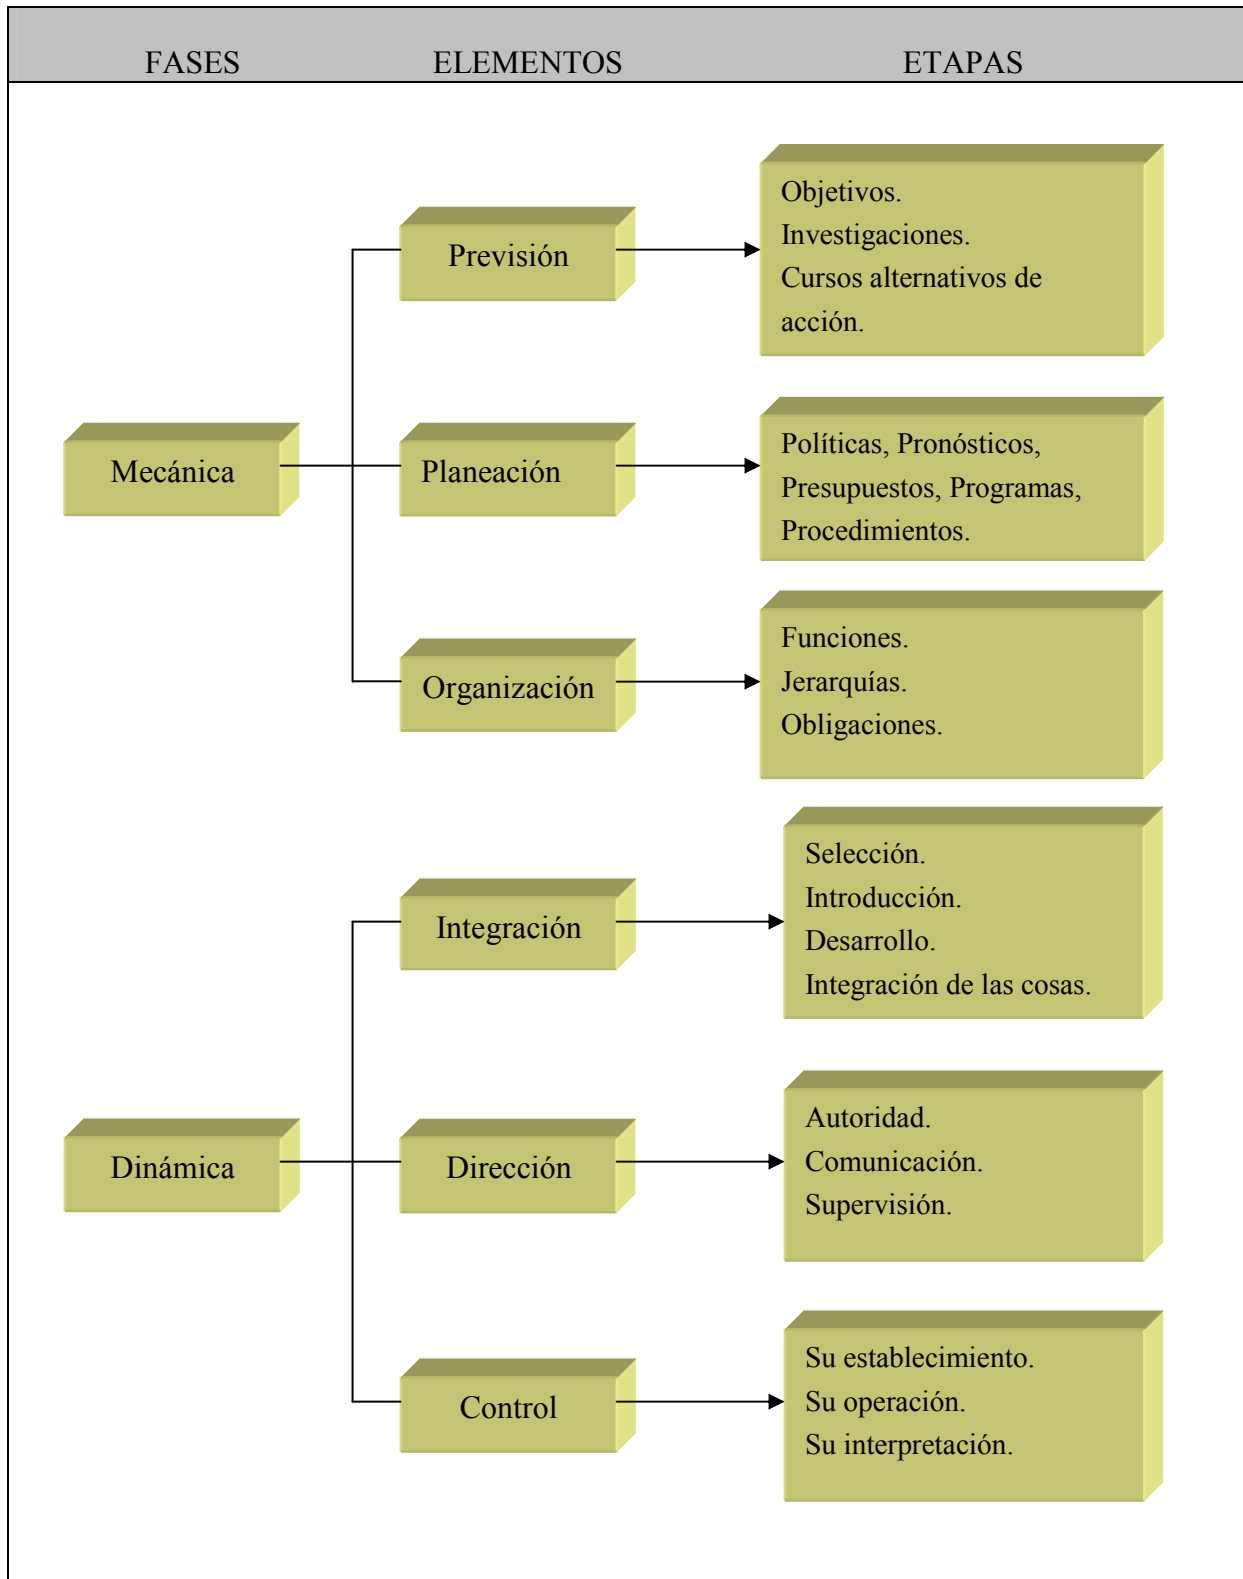 FASES ELEMENTOS ETAPAS
Previsión
Objetivos.
Investigaciones.
Cursos alternativos de
acción.
Mecánica
Planeación
Políticas, Pronósticos,
Presupuestos, Programas,
Procedimientos.
Organización
Funciones.
Jerarquías.
Obligaciones.
Integración
Selección.
Introducción.
Desarrollo.
Integración de las cosas.
Dinámica
Dirección
Autoridad.
Comunicación.
Supervisión.
Control
Su establecimiento.
Su operación.
Su interpretación.